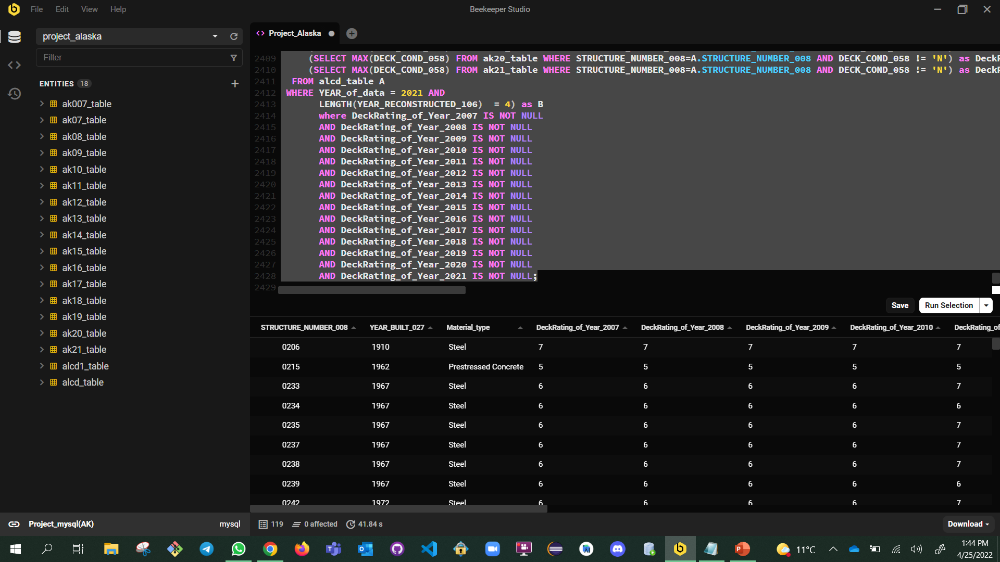 File Edit View Help
Beekeeper Studio
project_alaska
Filter
ENTITIES 18
ak007_table
ak07_table
ak08_table
ak09_table
ak10_table
ak11_table
ak12_table
ak13_table
ak14_table
ak15_table
ak16_table
ak17_table
ak18_table
ak19_table
ak20_table
ak21_table
alcd1_table
alcd_table
Project_mysql(AK) mysql
<> Project_Alaska
2409 (SELECT MAX(DECK_COND_058) FROM ak20_table WHERE STRUCTURE_NUMBER_008=A.STRUCTURE_NUMBER_008 AND DECK_COND_058 != 'N') as DeckR
2410 (SELECT MAX(DECK_COND_058) FROM ak21_table WHERE STRUCTURE_NUMBER_008=A.STRUCTURE_NUMBER_008 AND DECK_COND_058 != 'N') as DeckR
2411 FROM alcd_table A
2412 WHERE YEAR_of_data = 2021 AND
2413 LENGTH(YEAR_RECONSTRUCTED_106)  = 4) as B
2414 where DeckRating_of_Year_2007 IS NOT NULL
2415 AND DeckRating_of_Year_2008 IS NOT NULL
2416 AND DeckRating_of_Year_2009 IS NOT NULL
2417 AND DeckRating_of_Year_2010 IS NOT NULL
2418 AND DeckRating_of_Year_2011 IS NOT NULL
2419 AND DeckRating_of_Year_2012 IS NOT NULL
2420 AND DeckRating_of_Year_2013 IS NOT NULL
2421 AND DeckRating_of_Year_2014 IS NOT NULL
2422 AND DeckRating_of_Year_2015 IS NOT NULL
2423 AND DeckRating_of_Year_2016 IS NOT NULL
2424 AND DeckRating_of_Year_2017 IS NOT NULL
2425 AND DeckRating_of_Year_2018 IS NOT NULL
2426 AND DeckRating_of_Year_2019 IS NOT NULL
2427 AND DeckRating_of_Year_2020 IS NOT NULL
2428 AND DeckRating_of_Year_2021 IS NOT NULL;
2429
Save Run Selection
STRUCTURE_NUMBER_008 YEAR_BUILT_027 Material_type DeckRating_of_Year_2007 DeckRating_of_Year_2008 DeckRating_of_Year_2009 DeckRating_of_Year_2010 DeckRating_of
0206 1910 Steel 7 7 7 7 7
0215 1962 Prestressed Concrete 5 5 5 5 5
0233 1967 Steel 6 6 6 6 7
0234 1967 Steel 6 6 6 6 6
0235 1967 Steel 6 6 6 6 7
0237 1967 Steel 6 6 6 6 7
0238 1967 Steel 6 6 6 6 7
0239 1967 Steel 6 6 6 6 6
0242 1972 Steel 6 6 6 6 7
119 0 affected 41.84 s Download
11°C
1:44 PM
4/25/2022